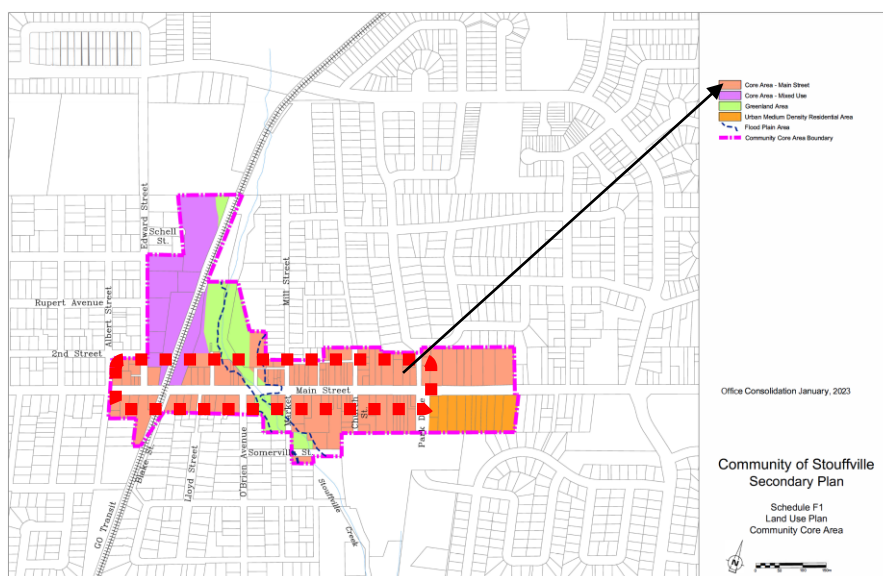 Core Area - Main Street
Core Area - Mixed Use
Greenland Area
Urban Medium Density Residential Area
Flood Plain Area
Community Core Area Boundary
Edward Street
Schell
St.
Mill Street
Rupert Avenue
Albert Street
2nd Street
Main Street
Market
Church
St.
Park Drive
Somerville St.
Blake St.
Lloyd Street
O'Brien Avenue
Stouffville
Creek
GO Transit
Office Consolidation January, 2023
Community of Stouffville
Secondary Plan
Schedule F1
Land Use Plan
Community Core Area
N